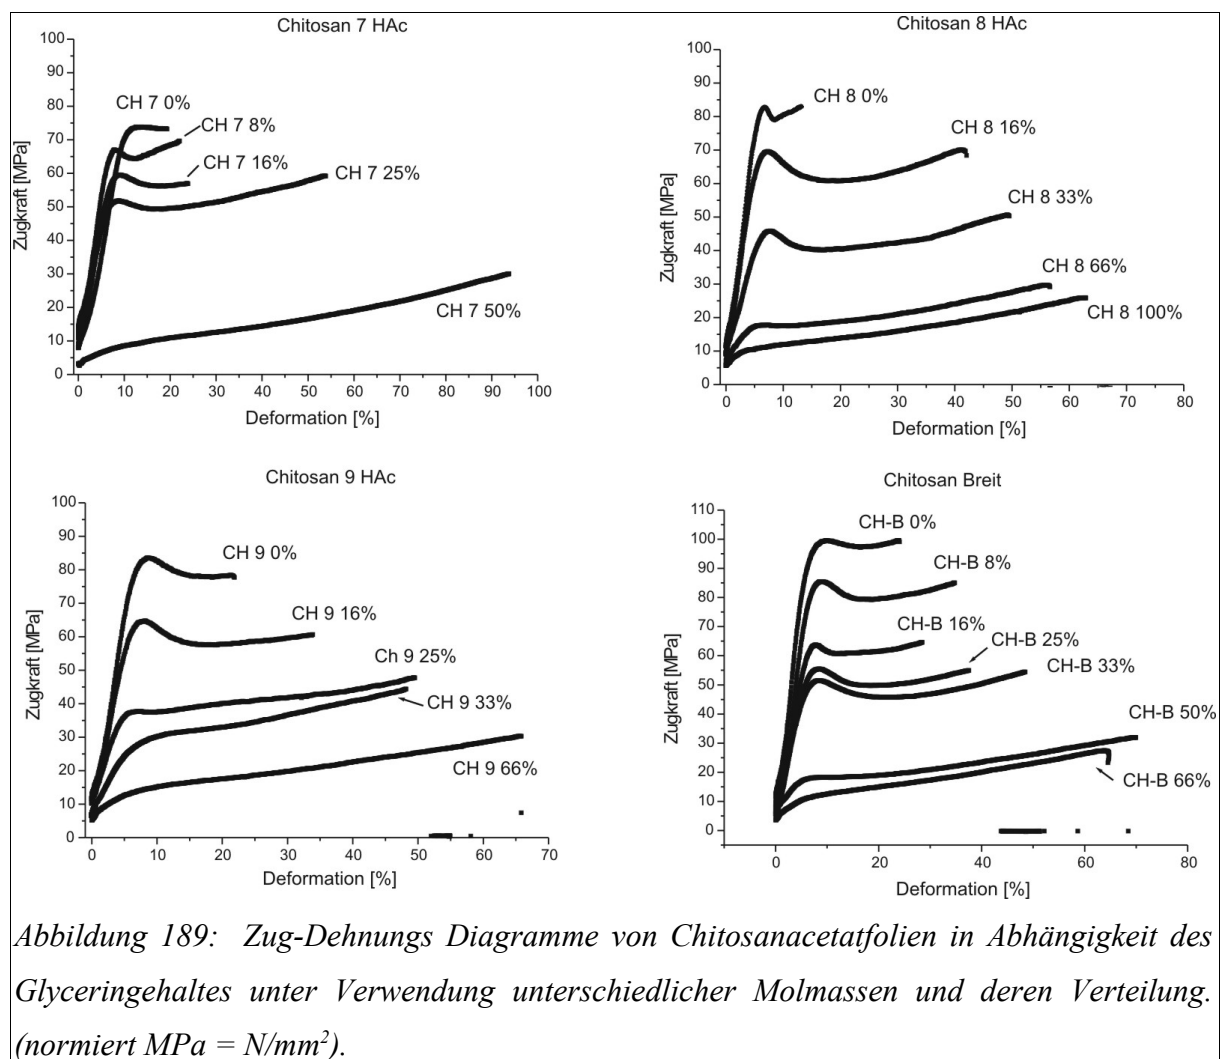 Chitosan 7 HAc
Zugkraft [MPa]
100
90
80
70
60
50
40
30
20
10
0
CH 7 0%
CH 7 8%
CH 7 16%
CH 7 25%
CH 7 50%
0 10 20 30 40 50 60 70 80 90 100
Deformation [%]
Chitosan 8 HAc
Zugkraft [MPa]
100
90
80
70
60
50
40
30
20
10
0
CH 8 0%
CH 8 16%
CH 8 33%
CH 8 66%
CH 8 100%
0 10 20 30 40 50 60 70 80
Deformation [%]
Chitosan 9 HAc
Zugkraft [MPa]
100
90
80
70
60
50
40
30
20
10
0
CH 9 0%
CH 9 16%
Ch 9 25%
CH 9 33%
CH 9 66%
0 10 20 30 40 50 60 70
Deformation [%]
Chitosan Breit
Zugkraft [MPa]
110
100
90
80
70
60
50
40
30
20
10
0
CH-B 0%
CH-B 8%
CH-B 16%
CH-B 25%
CH-B 33%
CH-B 50%
CH-B 66%
0 20 40 60 80
Deformation [%]
Abbildung 189: Zug-Dehnungs Diagramme von Chitosanacetatfolien in Abhängigkeit des
Glyceringehaltes unter Verwendung unterschiedlicher Molmassen und deren Verteilung.
(normiert MPa = N/mm²).